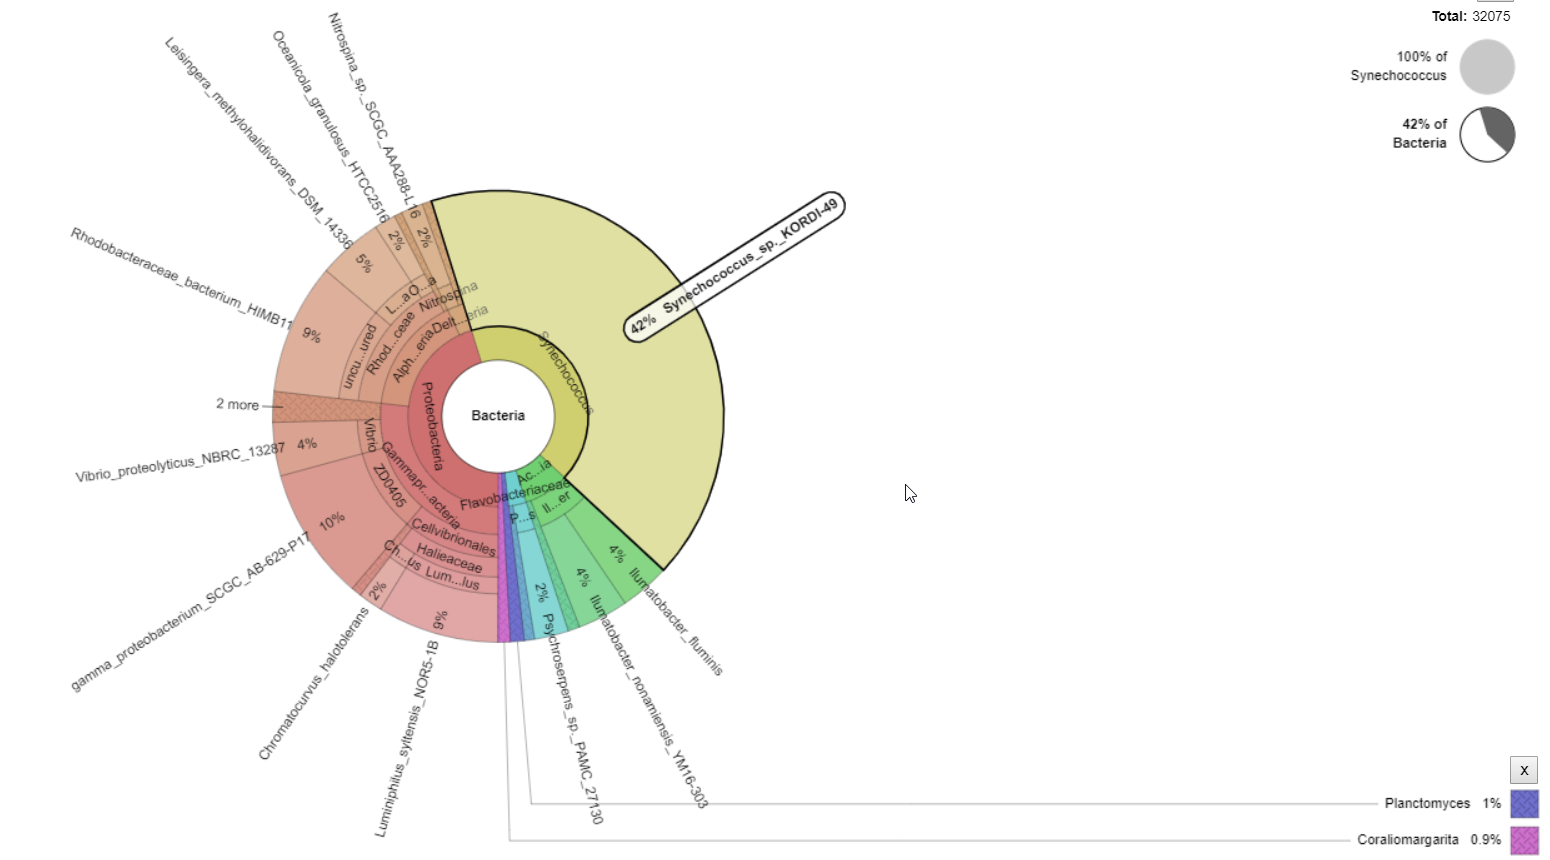 Total: 32075
100% of
Synechococcus
42% of
Bacteria
Nitrospina_sp._SCGC_AAA288-L16
Oceanicola_granulosus_HTCC2516
Leisingera_methylohalidivorans_DSM_14336
Rhodobacteraceae_bacterium_HIMB11
2%
2%
5%
9%
42% Synechococcus_sp._KORDI-49
L...a
O...a
Nitrospina
Delt...eria
uncu...ured
Rhod...ceae
Alph...eria
Synechococcus
Proteobacteria
Bacteria
2 more
Vibrio
4%
Vibrio_proteolyticus_NBRC_13287
Gammapr...acteria
ZD0405
10%
gamma_proteobacterium_SCGC_AB-629-P17
Ac...ia
Flavobacteriaceae
Il...er
P...s
Cellvibrionales
Halieaceae
Ch...us
Lum...lus
2%
Chromatocurvus_halotolerans
9%
Luminiphilus_syltensis_NOR5-1B
2%
Psychroserpens_sp._PAMC_27130
4%
Ilumatobacter_nonamiensis_YM16-303
4%
Ilumatobacter_fluminis
x
Planctomyces 1%
Coraliomargarita 0.9%